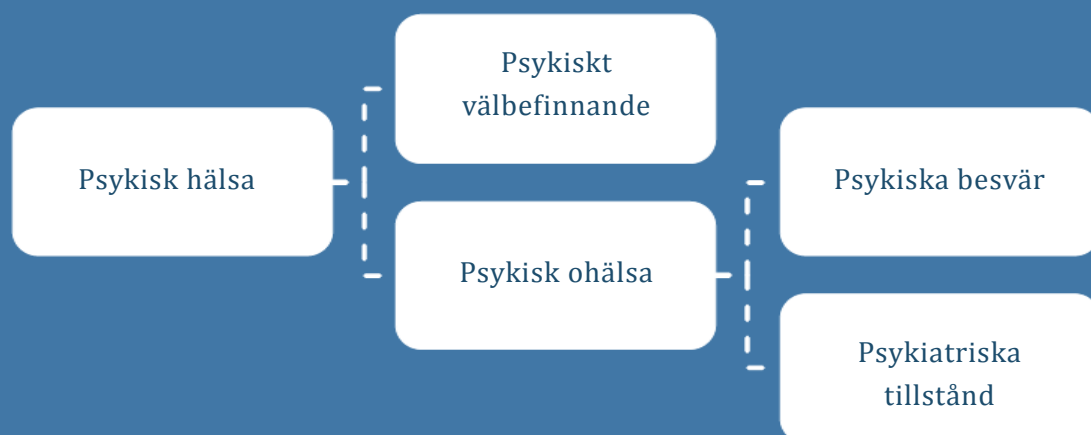 Psykisk hälsa
Psykiskt
välbefinnande
Psykisk ohälsa
Psykiska besvär
Psykiatriska
tillstånd